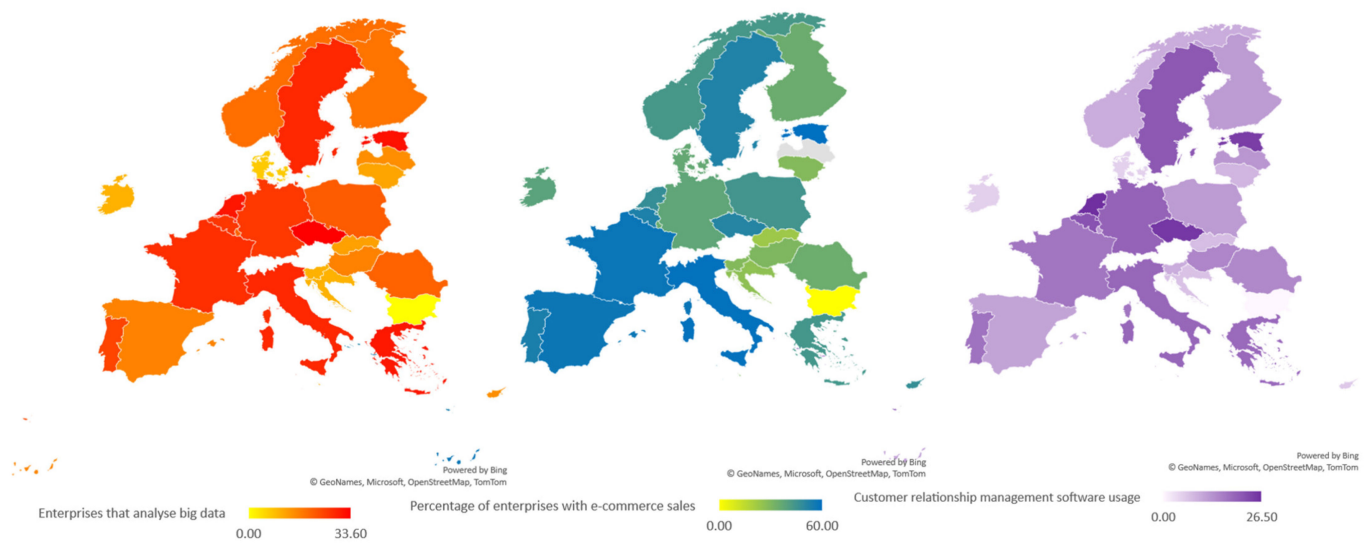 Powered by Bing
© GeoNames, Microsoft, OpenStreetMap, TomTom
Enterprises that analyse big data
0.00
33.60
Powered by Bing
© GeoNames, Microsoft, OpenStreetMap, TomTom
Percentage of enterprises with e-commerce sales
0.00
60.00
Powered by Bing
© GeoNames, Microsoft, OpenStreetMap, TomTom
Customer relationship management software usage
0.00
26.50